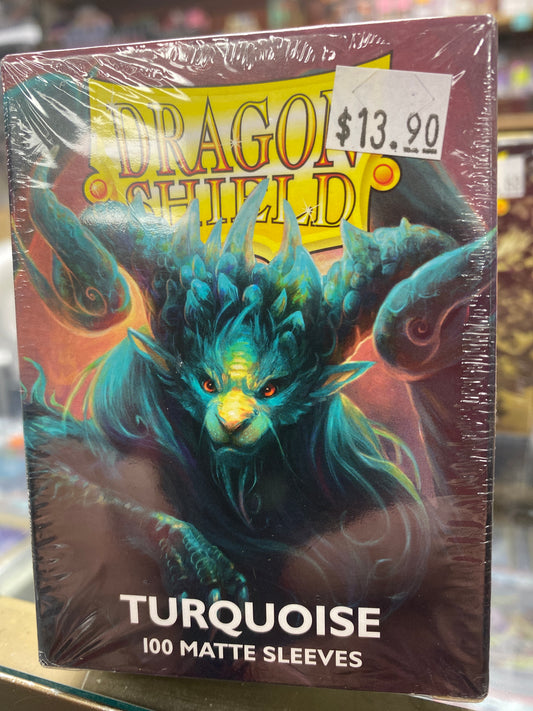 DRAGON
SHIELD
$13.90
TURQUOISE
100 MATTE SLEEVES